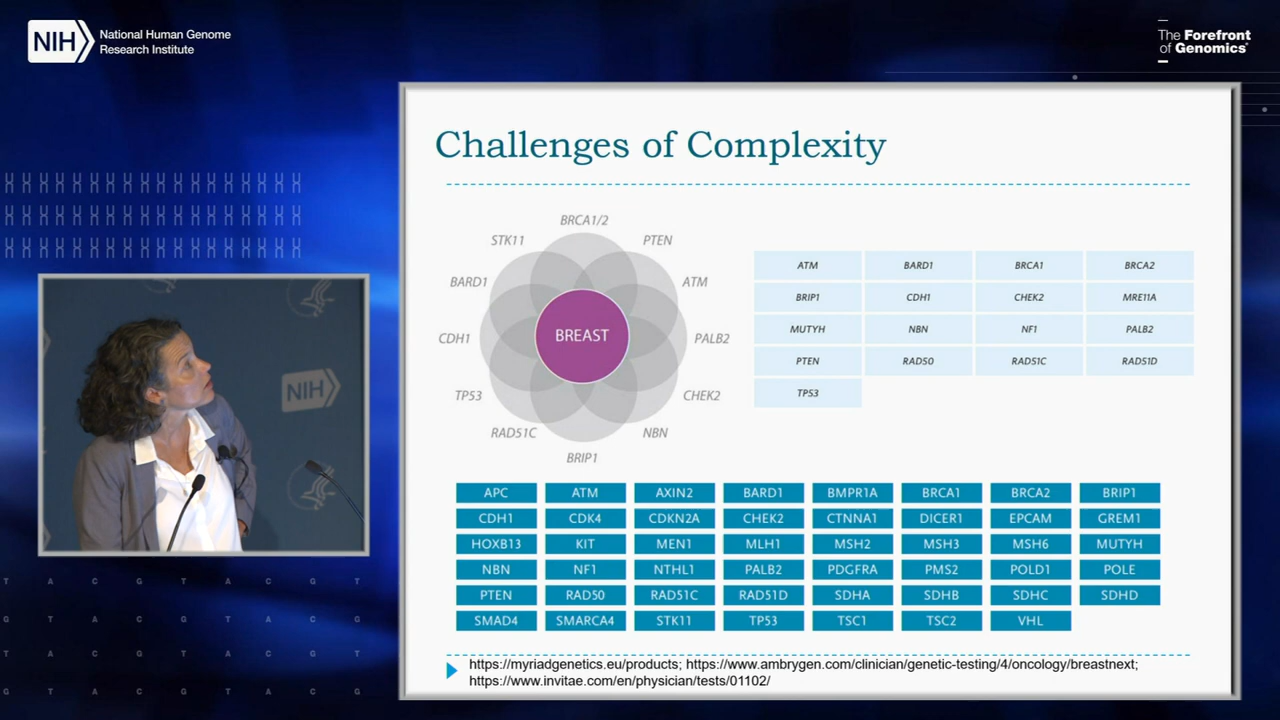 NIH
National Human Genome
Research Institute
The Forefront
of Genomics®
Challenges of Complexity
BRCA1/2
STK11
PTEN
BARD1
ATM
CDH1
BREAST
PALB2
TP53
CHEK2
RAD51C
NBN
BRIP1
ATM BARD1 BRCA1 BRCA2
BRIP1 CDH1 CHEK2 MRE11A
MUTYH NBN NF1 PALB2
PTEN RAD50 RAD51C RAD51D
TP53
APC ATM AXIN2 BARD1 BMPR1A BRCA1 BRCA2 BRIP1
CDH1 CDK4 CDKN2A CHEK2 CTNNA1 DICER1 EPCAM GREM1
HOXB13 KIT MEN1 MLH1 MSH2 MSH3 MSH6 MUTYH
NBN NF1 NTHL1 PALB2 PDGFRA PMS2 POLD1 POLE
PTEN RAD50 RAD51C RAD51D SDHA SDHB SDHC SDHD
SMAD4 SMARCA4 STK11 TP53 TSC1 TSC2 VHL
https://myriadgenetics.eu/products; https://www.ambrygen.com/clinician/genetic-testing/4/oncology/breastnext;
https://www.invitae.com/en/physician/tests/01102/
NIH
T A C G T A C G T
G T A C G T A C G
T A C G T A C G T
G T A C G T A C G